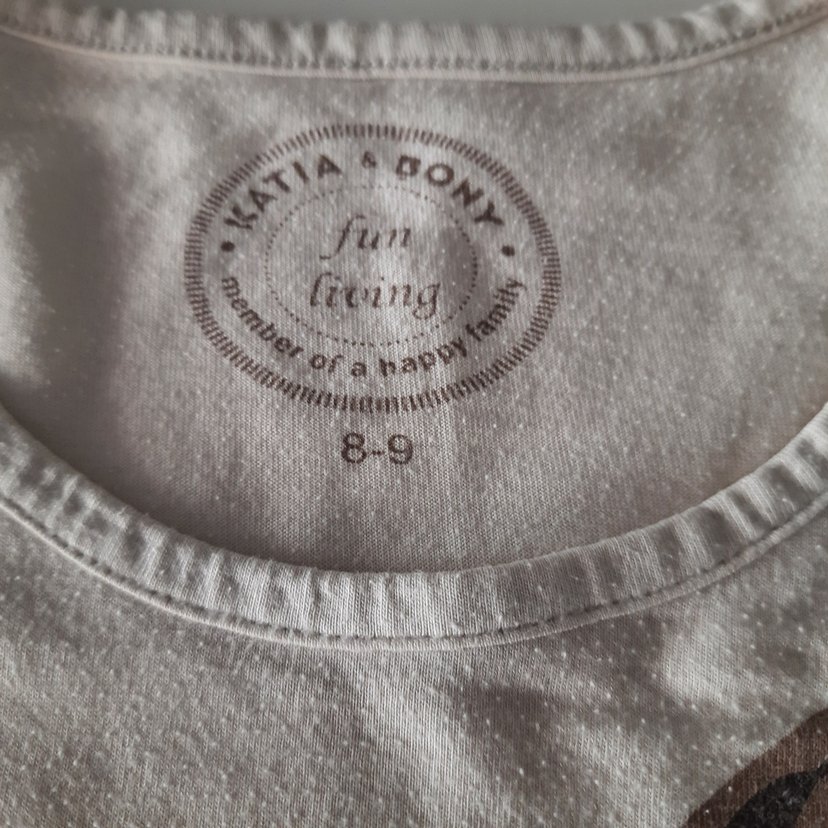 KATIA & BONY
fun
living
member of a happy family
8-9